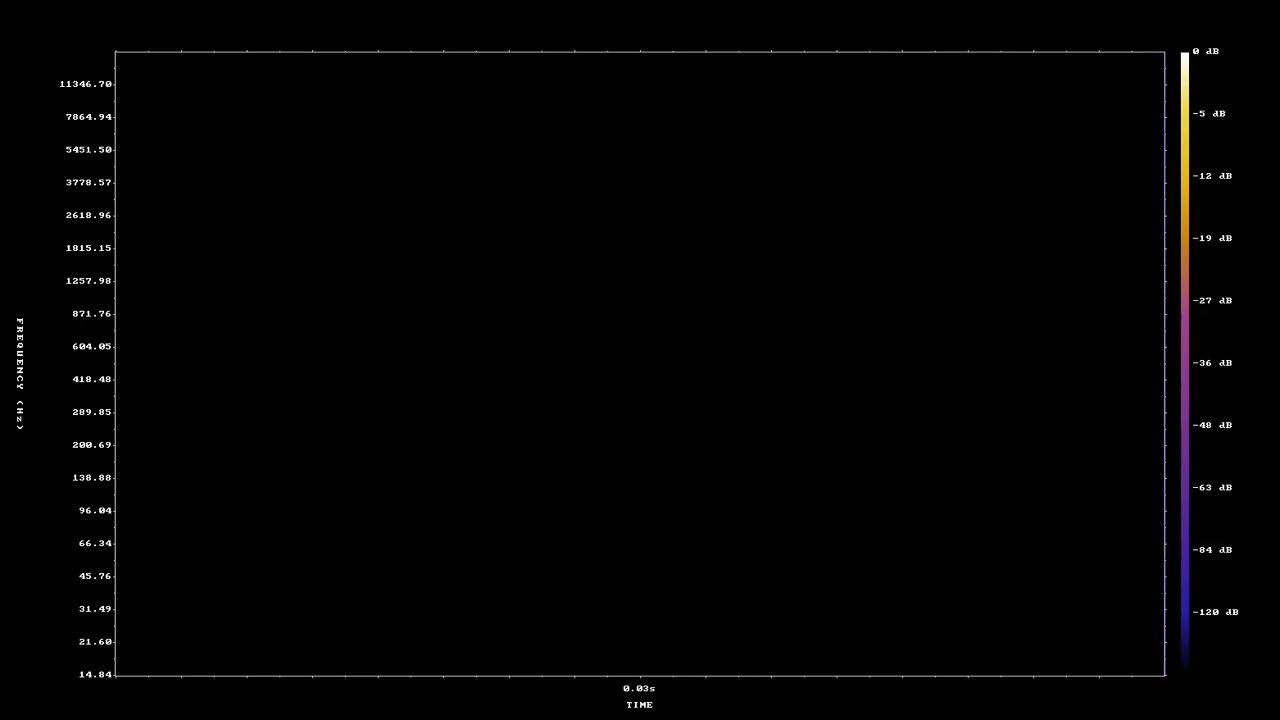 0 dB
11346.70
7864.94
-5 dB
5451.50
-12 dB
3778.57
2618.96
-19 dB
1815.15
1257.98
-27 dB
871.76
604.05
-36 dB
418.48
289.85
-48 dB
200.69
138.88
-63 dB
96.04
66.34
-84 dB
45.76
31.49
-120 dB
21.60
14.84
FREQUENCY (Hz)
0.03s
TIME